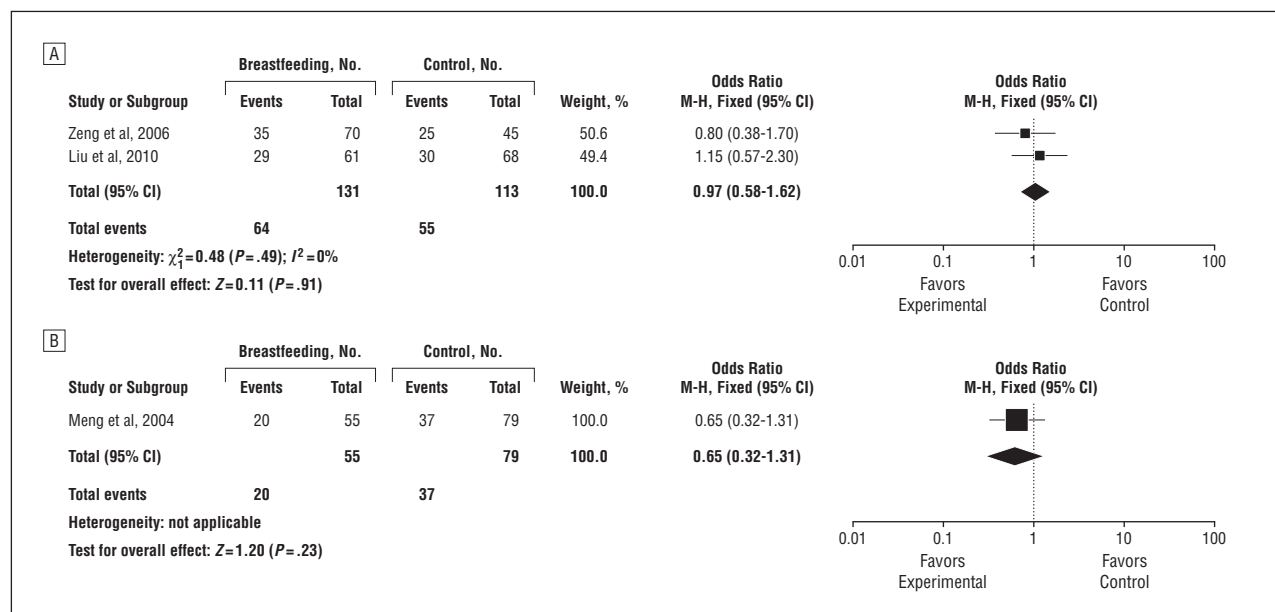 A
Breastfeeding, No. Control, No. Odds Ratio Odds Ratio
Study or Subgroup Events Total Events Total Weight, % M-H, Fixed (95% CI) M-H, Fixed (95% CI)
Zeng et al, 2006 35 70 25 45 50.6 0.80 (0.38-1.70)
Liu et al, 2010 29 61 30 68 49.4 1.15 (0.57-2.30)
Total (95% CI) 131 113 100.0 0.97 (0.58-1.62)
Total events 64 55
Heterogeneity: χ²₁=0.48 (P=.49); I²=0%
Test for overall effect: Z=0.11 (P=.91)
0.01 0.1 1 10 100
Favors Favors
Experimental Control
B
Breastfeeding, No. Control, No. Odds Ratio Odds Ratio
Study or Subgroup Events Total Events Total Weight, % M-H, Fixed (95% CI) M-H, Fixed (95% CI)
Meng et al, 2004 20 55 37 79 100.0 0.65 (0.32-1.31)
Total (95% CI) 55 79 100.0 0.65 (0.32-1.31)
Total events 20 37
Heterogeneity: not applicable
Test for overall effect: Z=1.20 (P=.23)
0.01 0.1 1 10 100
Favors Favors
Experimental Control